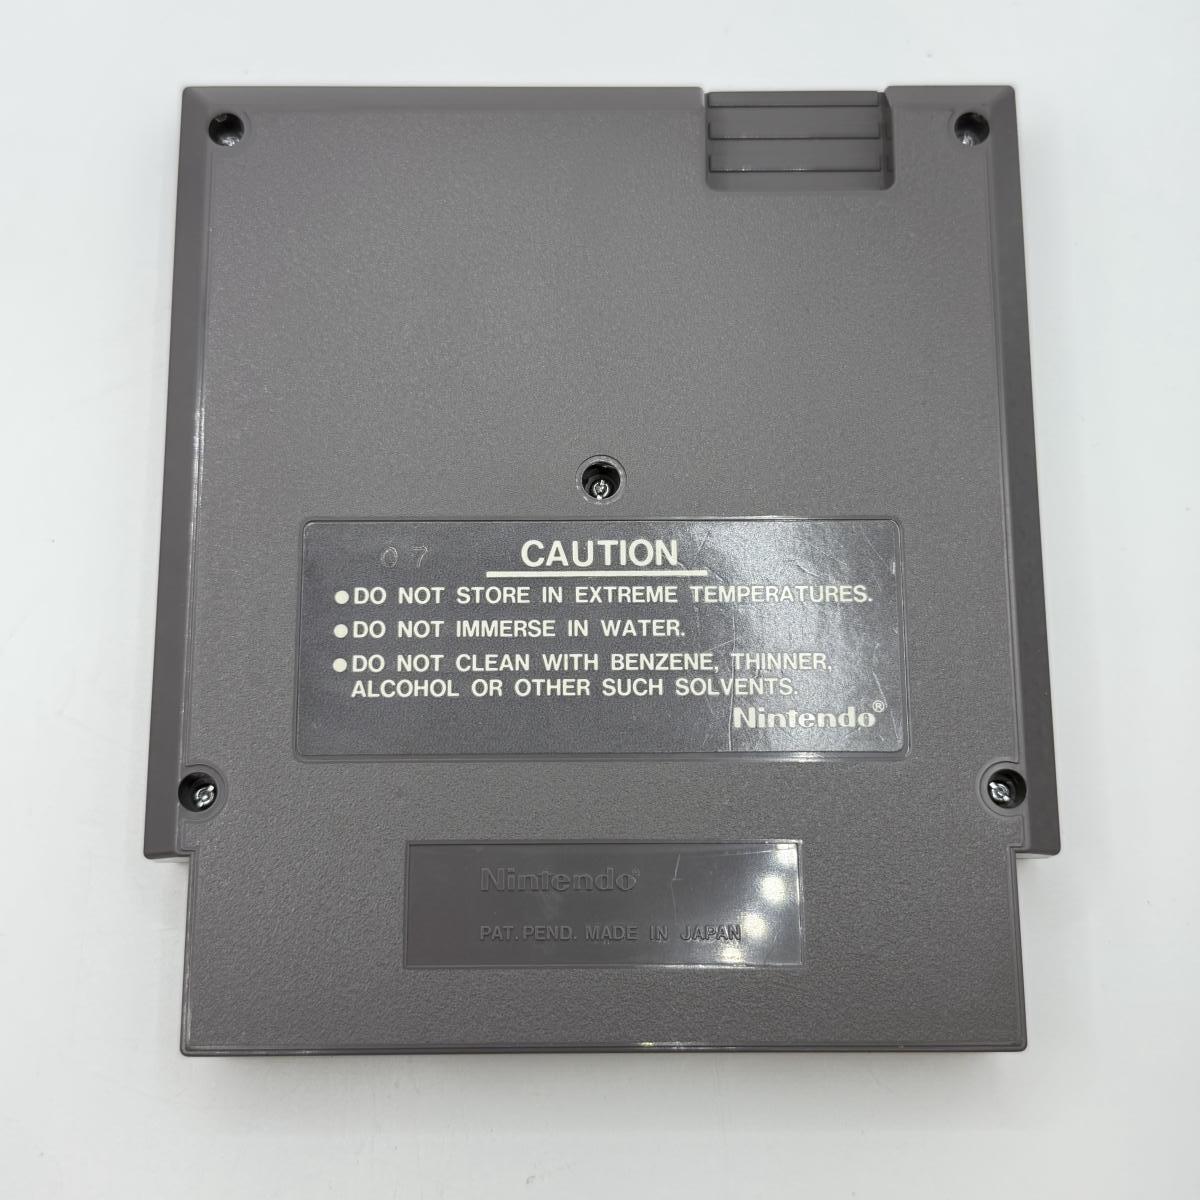 07
CAUTION
●DO NOT STORE IN EXTREME TEMPERATURES.
●DO NOT IMMERSE IN WATER.
●DO NOT CLEAN WITH BENZENE, THINNER,
ALCOHOL OR OTHER SUCH SOLVENTS.
Nintendo®
Nintendo®
PAT. PEND. MADE IN JAPAN